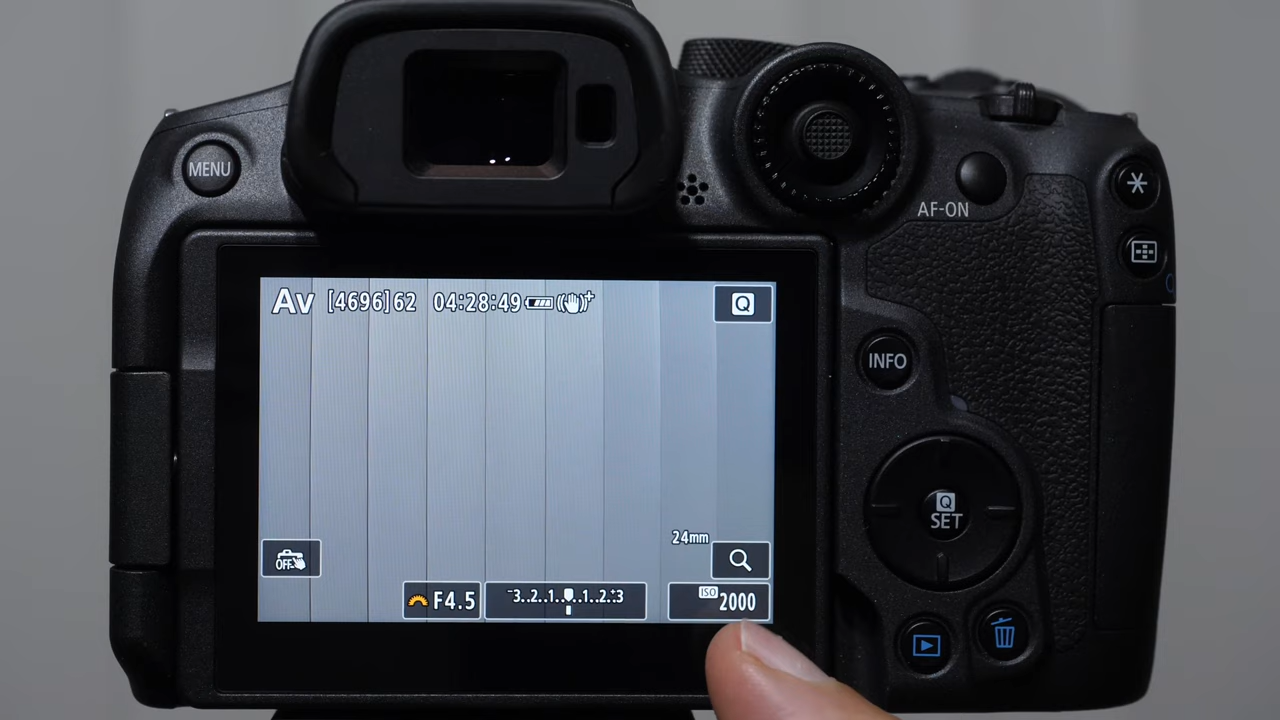 MENU
AF-ON
Av [4696]62 04:28:49
Q
INFO
Q
SET
24mm
OFF
F4.5 -3..2..1..0..1..2..+3 ISO 2000